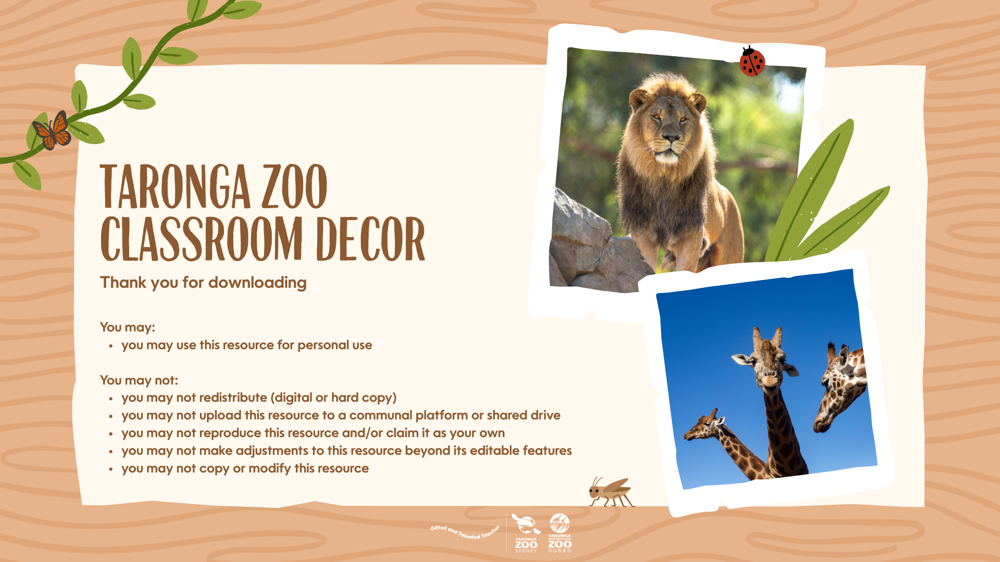 TARONGA ZOO
CLASSROOM DECOR
Thank you for downloading
You may:
• you may use this resource for personal use
You may not:
• you may not redistribute (digital or hard copy)
• you may not upload this resource to a communal platform or shared drive
• you may not reproduce this resource and/or claim it as your own
• you may not make adjustments to this resource beyond its editable features
• you may not copy or modify this resource
Gifted and Talented Teacher
TARONGA
ZOO
SYDNEY
TARONGA
WESTERN PLAINS
ZOO
DUBBO